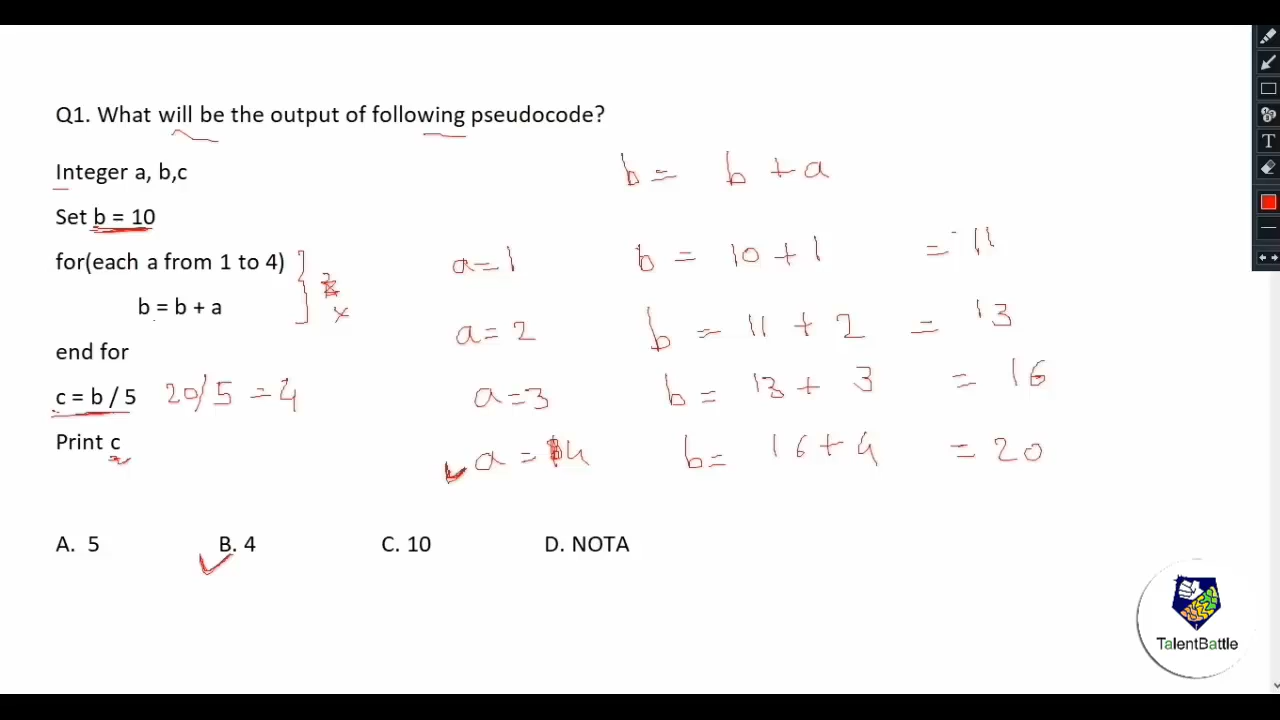 Q1. What will be the output of following pseudocode?
Integer a, b,c
b = b + a
Set b = 10
for(each a from 1 to 4)
a=1 b = 10 + 1 = 11
b = b + a
a=2 b = 11 + 2 = 13
end for
c = b / 5 20/5 = 4
a=3 b = 13 + 3 = 16
Print c
a = 4 b= 16 + 4 = 20
A. 5 B. 4 C. 10 D. NOTA
TalentBattle
T